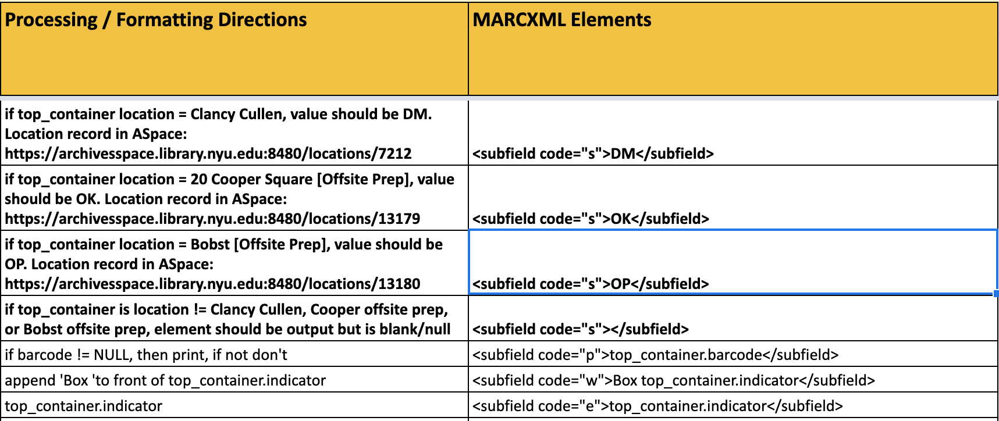 Processing / Formatting Directions
MARCXML Elements
if top_container location = Clancy Cullen, value should be DM.
Location record in ASpace:
https://archivesspace.library.nyu.edu:8480/locations/7212
<subfield code="s">DM</subfield>
if top_container location = 20 Cooper Square [Offsite Prep], value
should be OK. Location record in ASpace:
https://archivesspace.library.nyu.edu:8480/locations/13179
<subfield code="s">OK</subfield>
if top_container location = Bobst [Offsite Prep], value should be
OP. Location record in ASpace:
https://archivesspace.library.nyu.edu:8480/locations/13180
<subfield code="s">OP</subfield>
if top_container is location != Clancy Cullen, Cooper offsite prep,
or Bobst offsite prep, element should be output but is blank/null
<subfield code="s"></subfield>
if barcode != NULL, then print, if not don't
<subfield code="p">top_container.barcode</subfield>
append 'Box 'to front of top_container.indicator
<subfield code="w">Box top_container.indicator</subfield>
top_container.indicator
<subfield code="e">top_container.indicator</subfield>